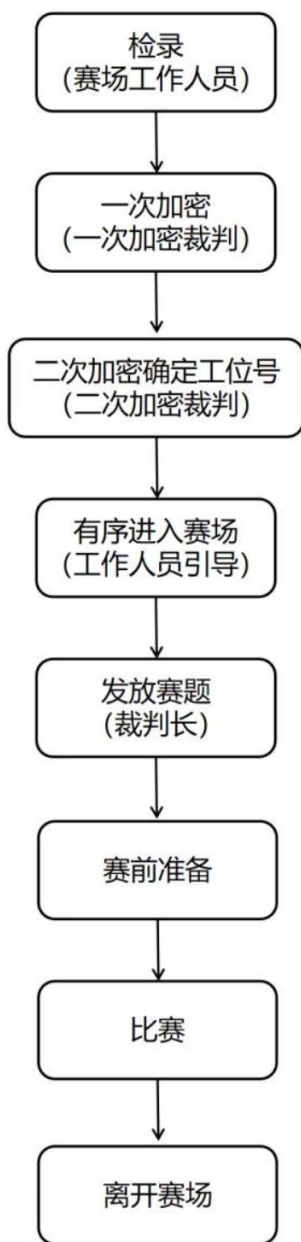 检录
(赛场工作人员)
一次加密
(一次加密裁判)
二次加密确定工位号
(二次加密裁判)
有序进入赛场
(工作人员引导)
发放赛题
(裁判长)
赛前准备
比赛
离开赛场